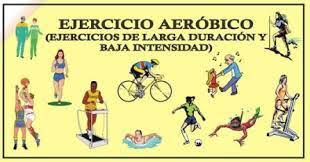 EJERCICIO AERÓBICO
(EJERCICIOS DE LARGA DURACIÓN Y
BAJA INTENSIDAD)